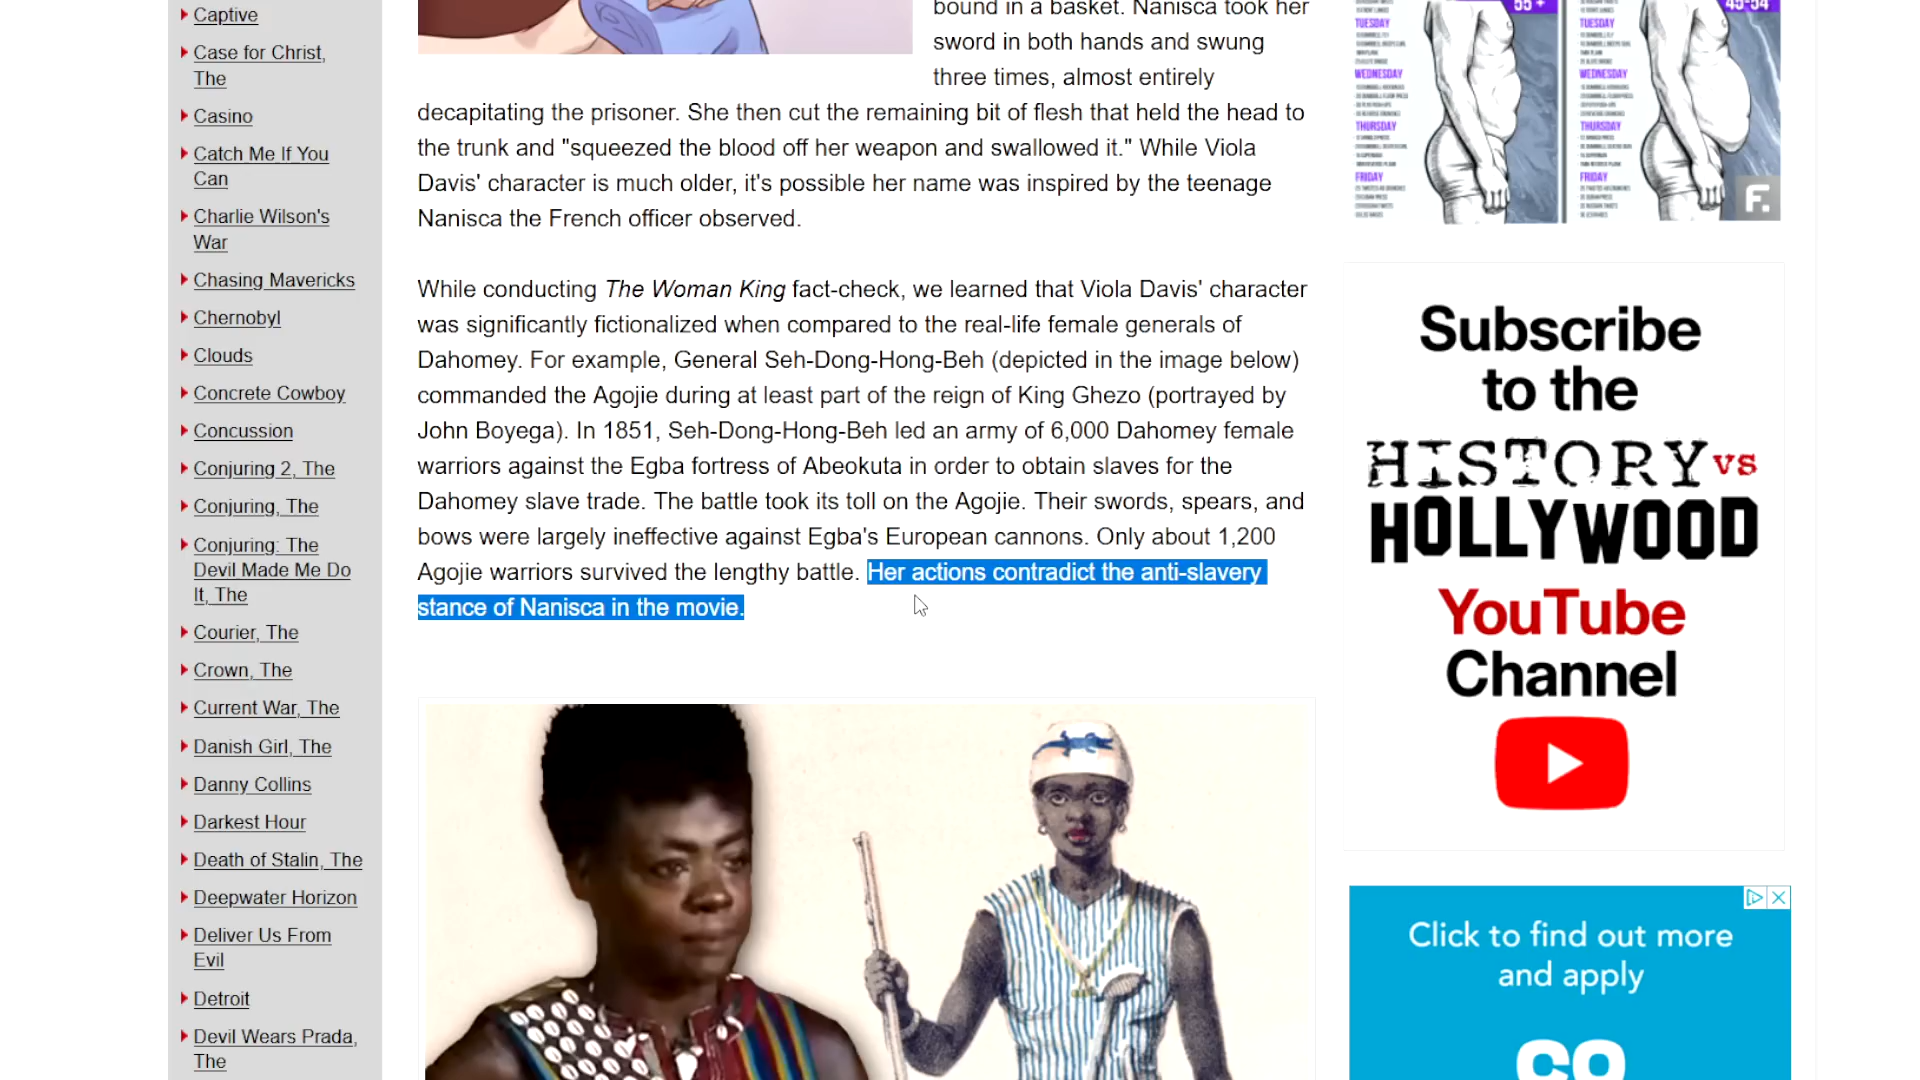 Captive
Case for Christ,
The
Casino
Catch Me If You
Can
Charlie Wilson's
War
Chasing Mavericks
Chernobyl
Clouds
Concrete Cowboy
Concussion
Conjuring 2, The
Conjuring, The
Conjuring: The
Devil Made Me Do
It, The
Courier, The
Crown, The
Current War, The
Danish Girl, The
Danny Collins
Darkest Hour
Death of Stalin, The
Deepwater Horizon
Deliver Us From
Evil
Detroit
Devil Wears Prada,
The
bound in a basket. Nanisca took her
sword in both hands and swung
three times, almost entirely
decapitating the prisoner. She then cut the remaining bit of flesh that held the head to
the trunk and "squeezed the blood off her weapon and swallowed it." While Viola
Davis' character is much older, it's possible her name was inspired by the teenage
Nanisca the French officer observed.
While conducting The Woman King fact-check, we learned that Viola Davis' character
was significantly fictionalized when compared to the real-life female generals of
Dahomey. For example, General Seh-Dong-Hong-Beh (depicted in the image below)
commanded the Agojie during at least part of the reign of King Ghezo (portrayed by
John Boyega). In 1851, Seh-Dong-Hong-Beh led an army of 6,000 Dahomey female
warriors against the Egba fortress of Abeokuta in order to obtain slaves for the
Dahomey slave trade. The battle took its toll on the Agojie. Their swords, spears, and
bows were largely ineffective against Egba's European cannons. Only about 1,200
Agojie warriors survived the lengthy battle. Her actions contradict the anti-slavery
stance of Nanisca in the movie.
55 +
TUESDAY
WEDNESDAY
THURSDAY
FRIDAY
45-54
TUESDAY
WEDNESDAY
THURSDAY
FRIDAY
F.
Subscribe
to the
HISTORY vs
HOLLYWOOD
YouTube
Channel
Click to find out more
and apply